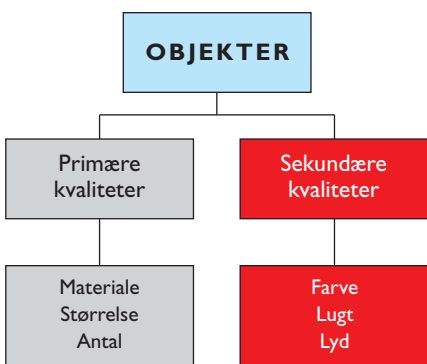 OBJEKTER
Primære
kvaliteter
Sekundære
kvaliteter
Materiale
Størrelse
Antal
Farve
Lugt
Lyd